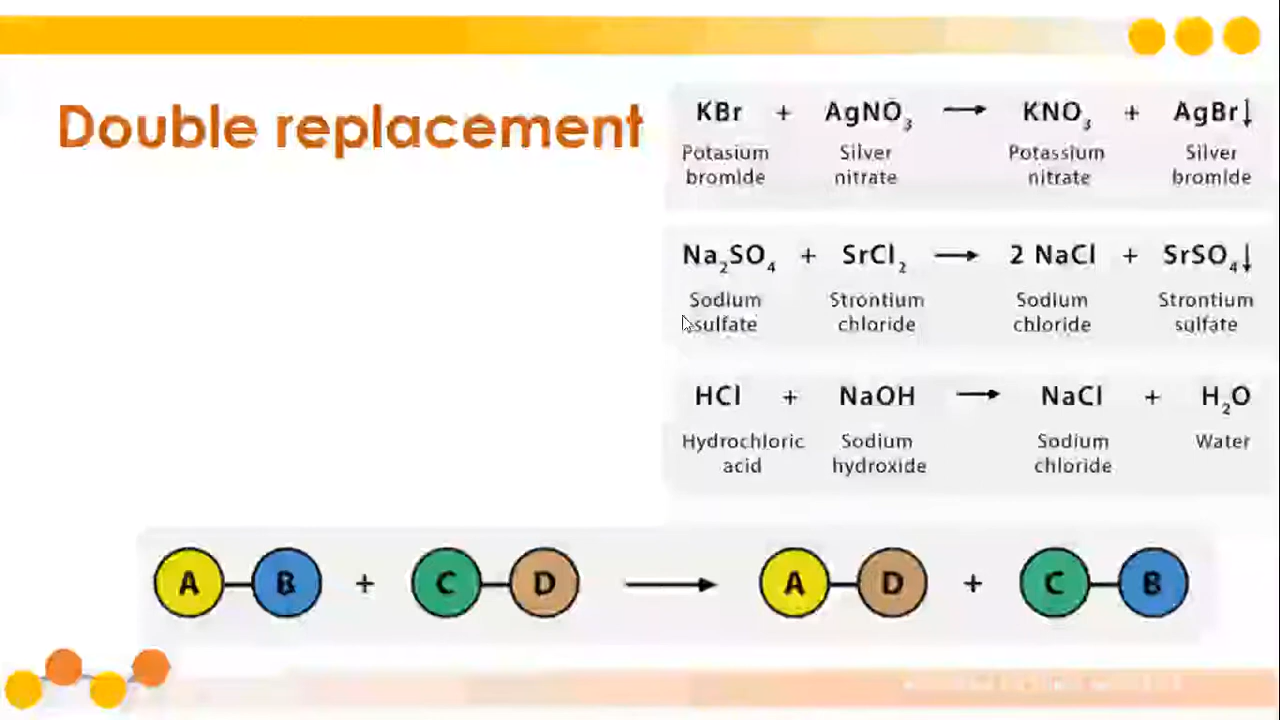 Double replacement
KBr + AgNO₃ → KNO₃ + AgBr↓
Potasium bromide Silver nitrate Potassium nitrate Silver bromide
Na₂SO₄ + SrCl₂ → 2 NaCl + SrSO₄↓
Sodium sulfate Strontium chloride Sodium chloride Strontium sulfate
HCl + NaOH → NaCl + H₂O
Hydrochloric acid Sodium hydroxide Sodium chloride Water
A B + C D → A D + C B